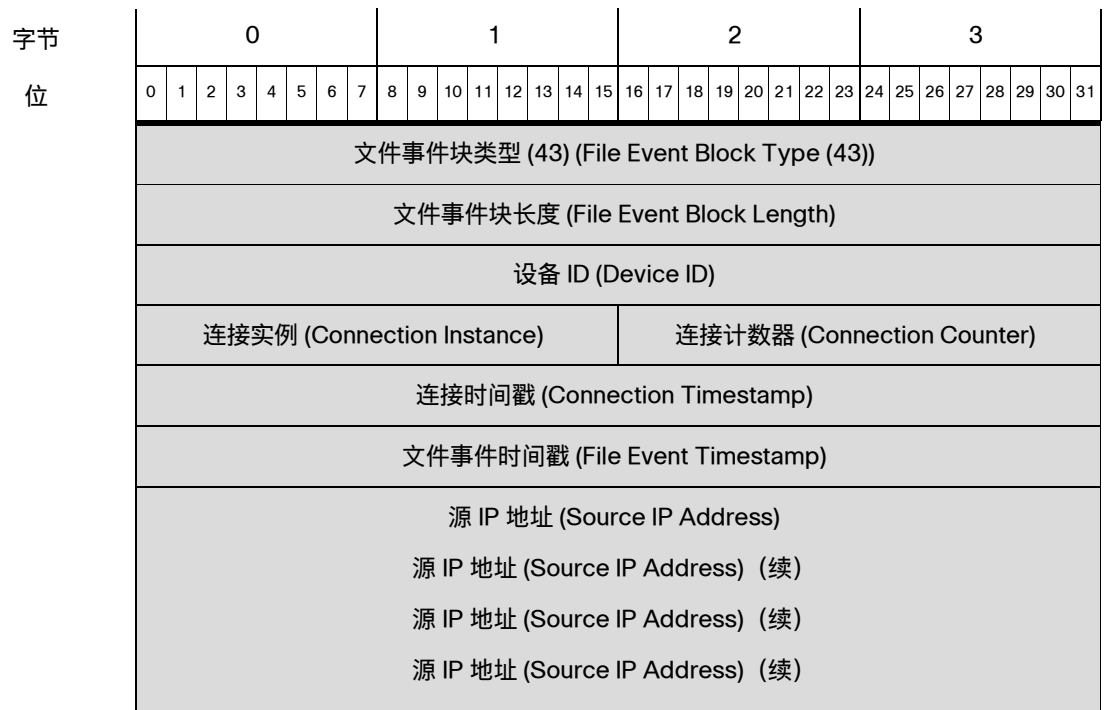 字节 0 1 2 3
位 0 1 2 3 4 5 6 7 8 9 10 11 12 13 14 15 16 17 18 19 20 21 22 23 24 25 26 27 28 29 30 31
文件事件块类型 (43) (File Event Block Type (43))
文件事件块长度 (File Event Block Length)
设备 ID (Device ID)
连接实例 (Connection Instance) 连接计数器 (Connection Counter)
连接时间戳 (Connection Timestamp)
文件事件时间戳 (File Event Timestamp)
源 IP 地址 (Source IP Address)
源 IP 地址 (Source IP Address)（续）
源 IP 地址 (Source IP Address)（续）
源 IP 地址 (Source IP Address)（续）